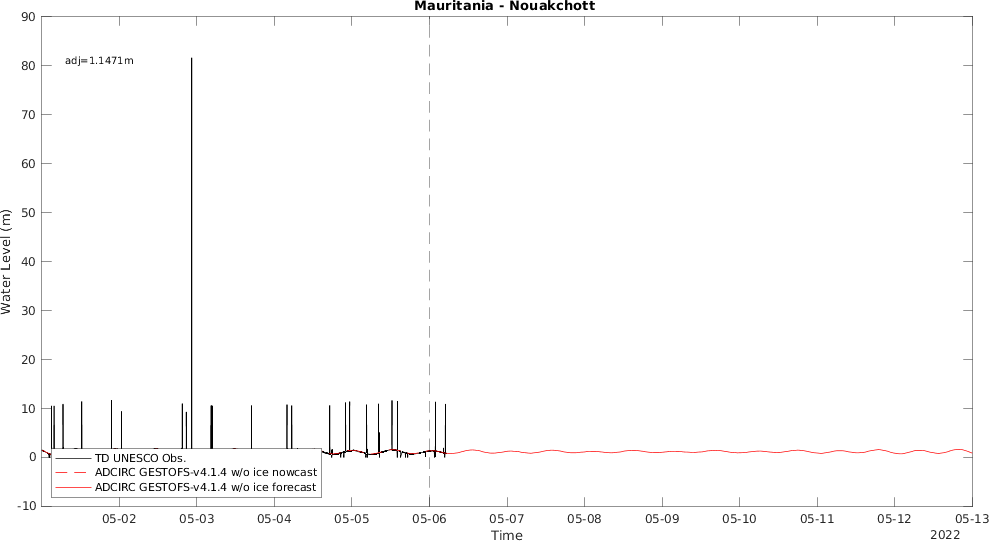 Mauritania - Nouakchott
adj=1.1471m
90
80
70
60
50
40
30
20
10
0
-10
Water Level (m)
TD UNESCO Obs.
ADCIRC GESTOFS-v4.1.4 w/o ice nowcast
ADCIRC GESTOFS-v4.1.4 w/o ice forecast
05-02 05-03 05-04 05-05 05-06 05-07 05-08 05-09 05-10 05-11 05-12 05-13
Time
2022